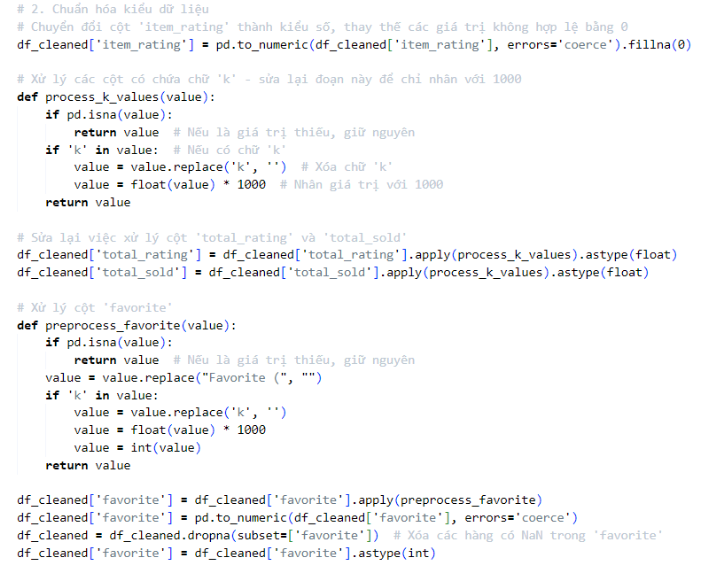 # 2. Chuẩn hóa kiểu dữ liệu
# Chuyển đổi cột 'item_rating' thành kiểu số, thay thế các giá trị không hợp lệ bằng 0
df_cleaned['item_rating'] = pd.to_numeric(df_cleaned['item_rating'], errors='coerce').fillna(0)
# Xử lý các cột có chứa chữ 'k' - sửa lại đoạn này để chỉ nhân với 1000
def process_k_values(value):
    if pd.isna(value):
        return value  # Nếu là giá trị thiếu, giữ nguyên
    if 'k' in value:  # Nếu có chữ 'k'
        value = value.replace('k', '')  # Xóa chữ 'k'
        value = float(value) * 1000  # Nhân giá trị với 1000
    return value
# Sửa lại việc xử lý cột 'total_rating' và 'total_sold'
df_cleaned['total_rating'] = df_cleaned['total_rating'].apply(process_k_values).astype(float)
df_cleaned['total_sold'] = df_cleaned['total_sold'].apply(process_k_values).astype(float)
# Xử lý cột 'favorite'
def preprocess_favorite(value):
    if pd.isna(value):
        return value  # Nếu là giá trị thiếu, giữ nguyên
    value = value.replace("Favorite (", "")
    if 'k' in value:
        value = value.replace('k', '')
        value = float(value) * 1000
        value = int(value)
    return value
df_cleaned['favorite'] = df_cleaned['favorite'].apply(preprocess_favorite)
df_cleaned['favorite'] = pd.to_numeric(df_cleaned['favorite'], errors='coerce')
df_cleaned = df_cleaned.dropna(subset=['favorite'])  # Xóa các hàng có NaN trong 'favorite'
df_cleaned['favorite'] = df_cleaned['favorite'].astype(int)